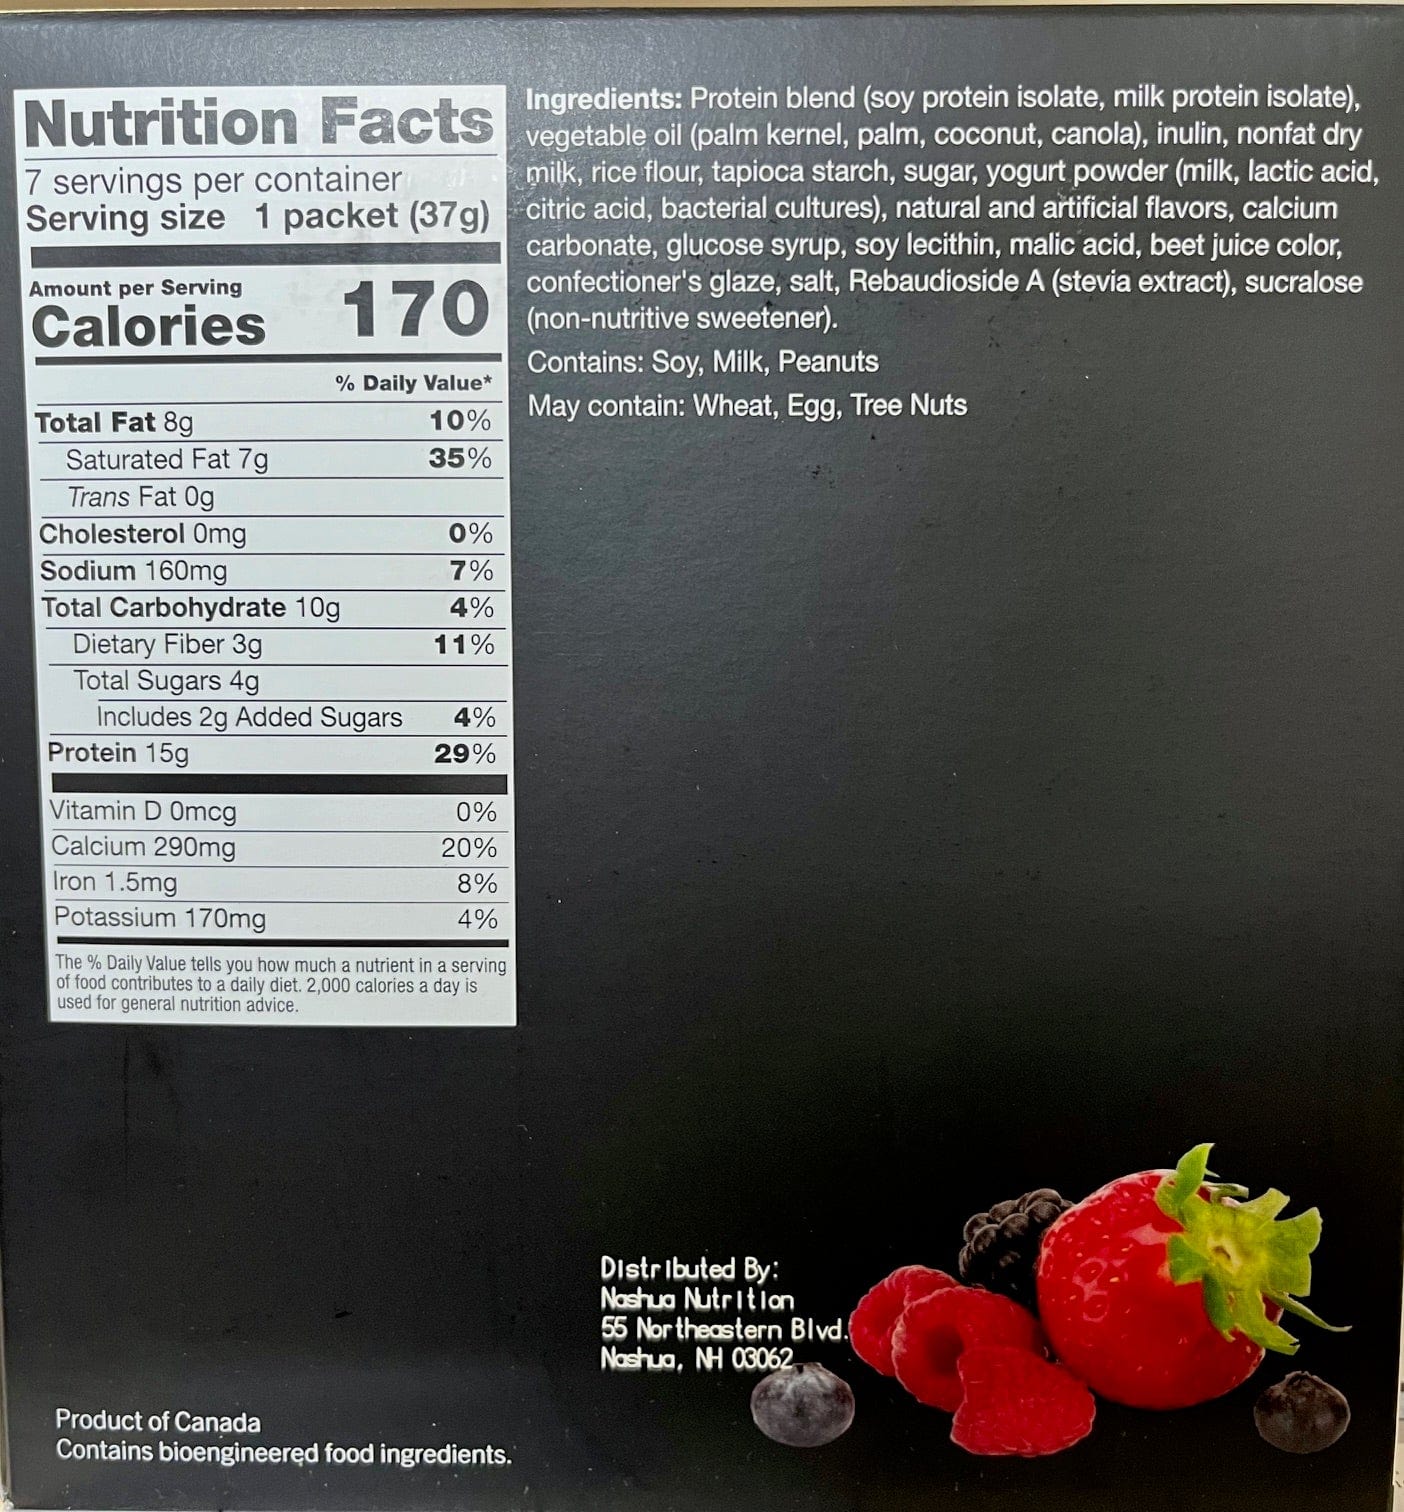 Nutrition Facts
7 servings per container
Serving size 1 packet (37g)
Amount per Serving
Calories 170
% Daily Value*
Total Fat 8g 10%
Saturated Fat 7g 35%
Trans Fat 0g
Cholesterol 0mg 0%
Sodium 160mg 7%
Total Carbohydrate 10g 4%
Dietary Fiber 3g 11%
Total Sugars 4g
Includes 2g Added Sugars 4%
Protein 15g 29%
Vitamin D 0mcg 0%
Calcium 290mg 20%
Iron 1.5mg 8%
Potassium 170mg 4%
The % Daily Value tells you how much a nutrient in a serving
of food contributes to a daily diet. 2,000 calories a day is
used for general nutrition advice.
Ingredients: Protein blend (soy protein isolate, milk protein isolate),
vegetable oil (palm kernel, palm, coconut, canola), inulin, nonfat dry
milk, rice flour, tapioca starch, sugar, yogurt powder (milk, lactic acid,
citric acid, bacterial cultures), natural and artificial flavors, calcium
carbonate, glucose syrup, soy lecithin, malic acid, beet juice color,
confectioner's glaze, salt, Rebaudioside A (stevia extract), sucralose
(non-nutritive sweetener).
Contains: Soy, Milk, Peanuts
May contain: Wheat, Egg, Tree Nuts
Distributed By:
Nashua Nutrition
55 Northeastern Blvd.
Nashua, NH 03062
Product of Canada
Contains bioengineered food ingredients.